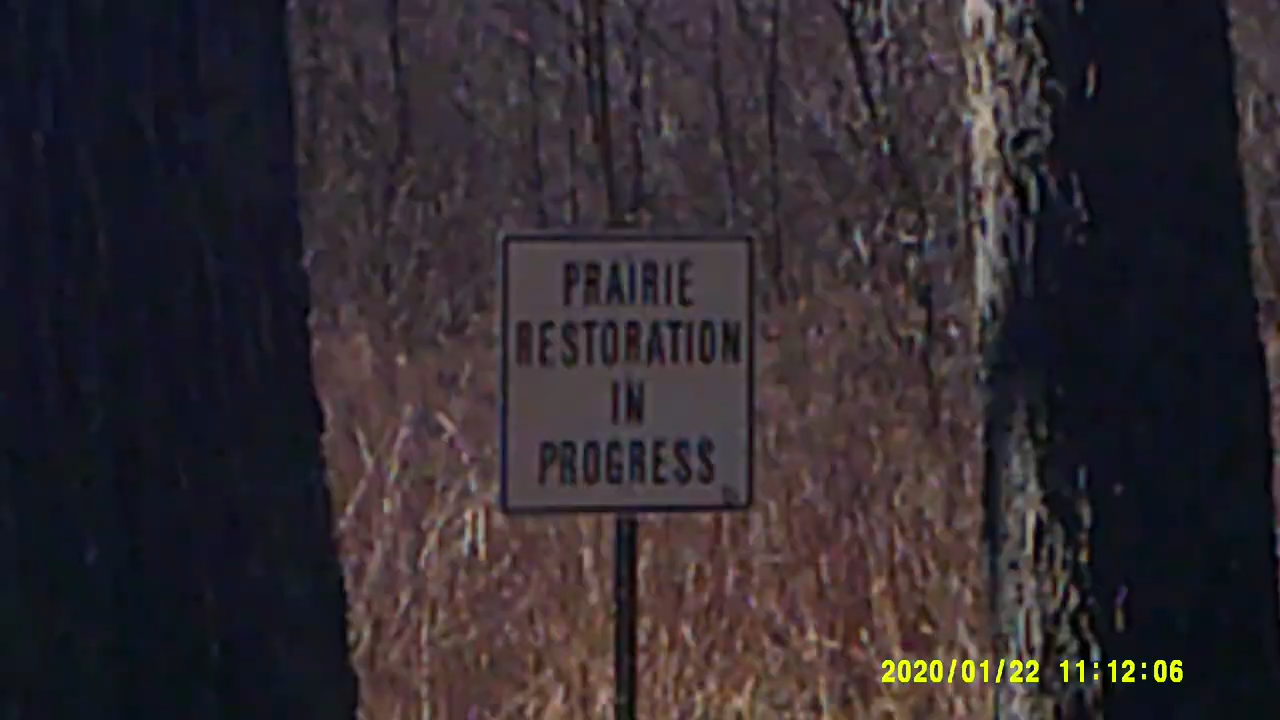 PRAIRIE
RESTORATION
IN
PROGRESS
2020/01/22 11:12:06